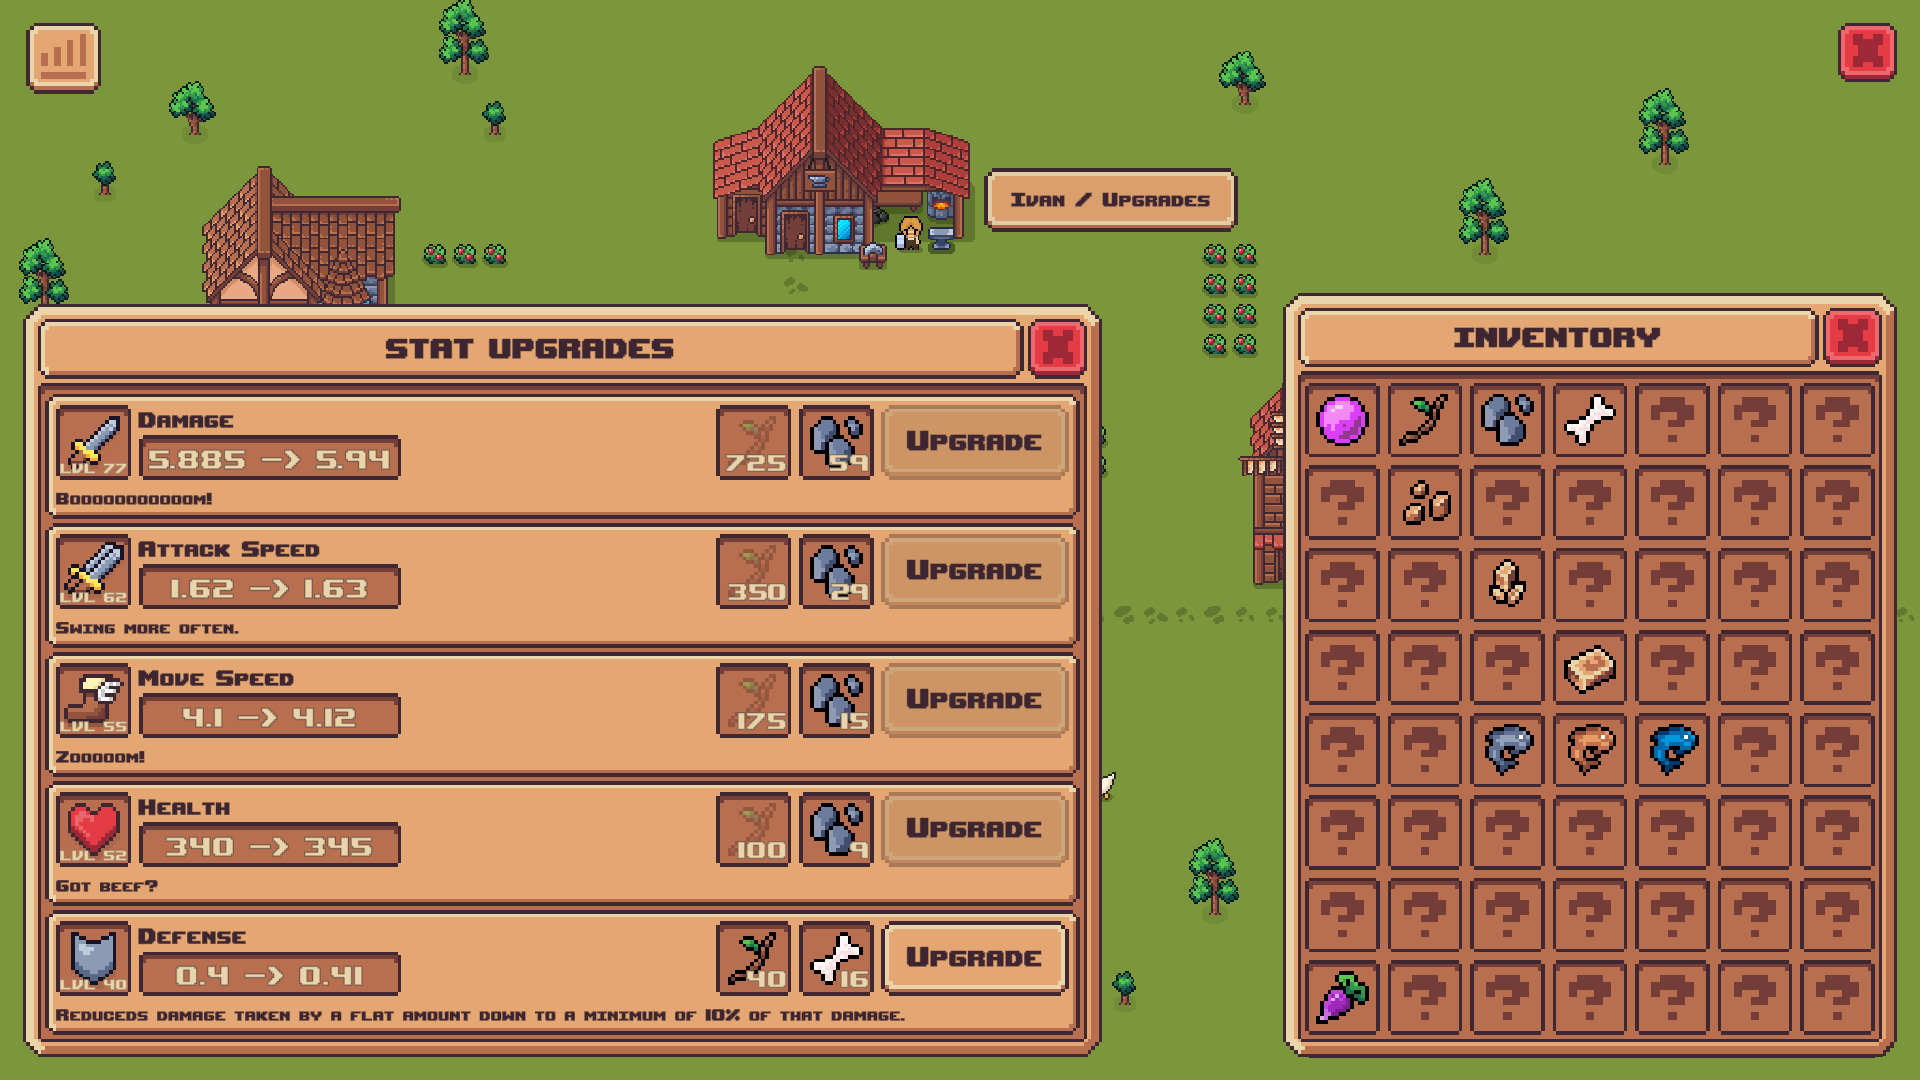 Ivan / Upgrades
STAT UPGRADES
INVENTORY
Damage
LVL 77
5.885 -> 5.94
725
59
Upgrade
Booooooooooom!
Attack Speed
LVL 62
1.62 -> 1.63
350
29
Upgrade
Swing more often.
Move Speed
LVL 55
4.1 -> 4.12
175
15
Upgrade
Zoooooom!
Health
LVL 52
340 -> 345
100
9
Upgrade
Got beef?
Defense
LVL 40
0.4 -> 0.41
40
16
Upgrade
Reduceds damage taken by a flat amount down to a minimum of 10% of that damage.